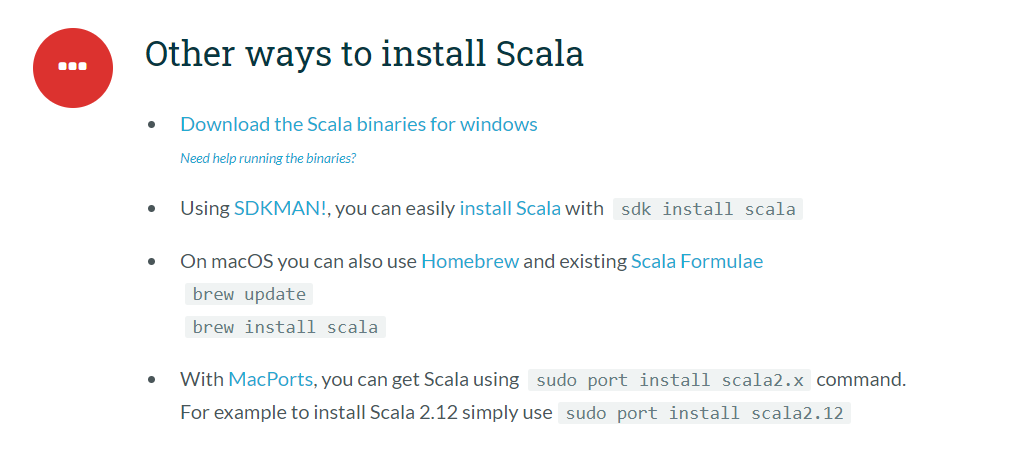 Other ways to install Scala
Download the Scala binaries for windows
Need help running the binaries?
Using SDKMAN!, you can easily install Scala with sdk install scala
On macOS you can also use Homebrew and existing Scala Formulae
brew update
brew install scala
With MacPorts, you can get Scala using sudo port install scala2.x command.
For example to install Scala 2.12 simply use sudo port install scala2.12